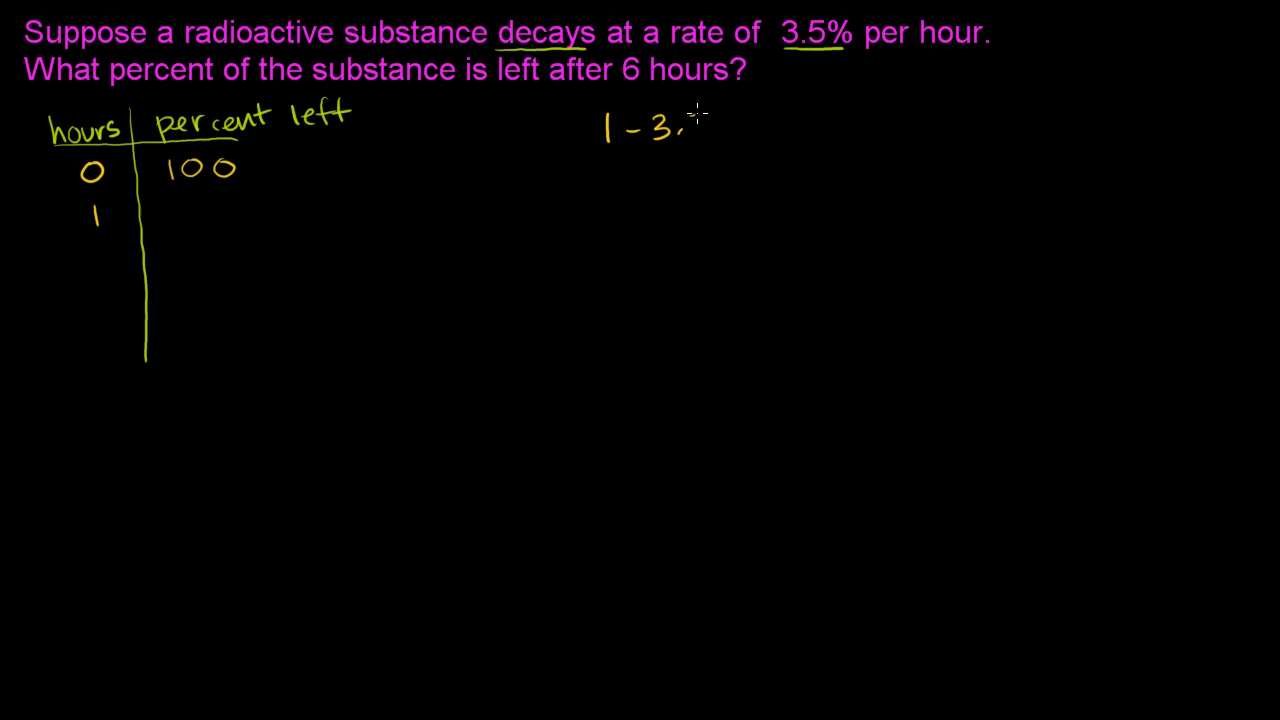 Suppose a radioactive substance decays at a rate of 3.5% per hour.
What percent of the substance is left after 6 hours?
hours percent left
0 100
1
1 - 3.